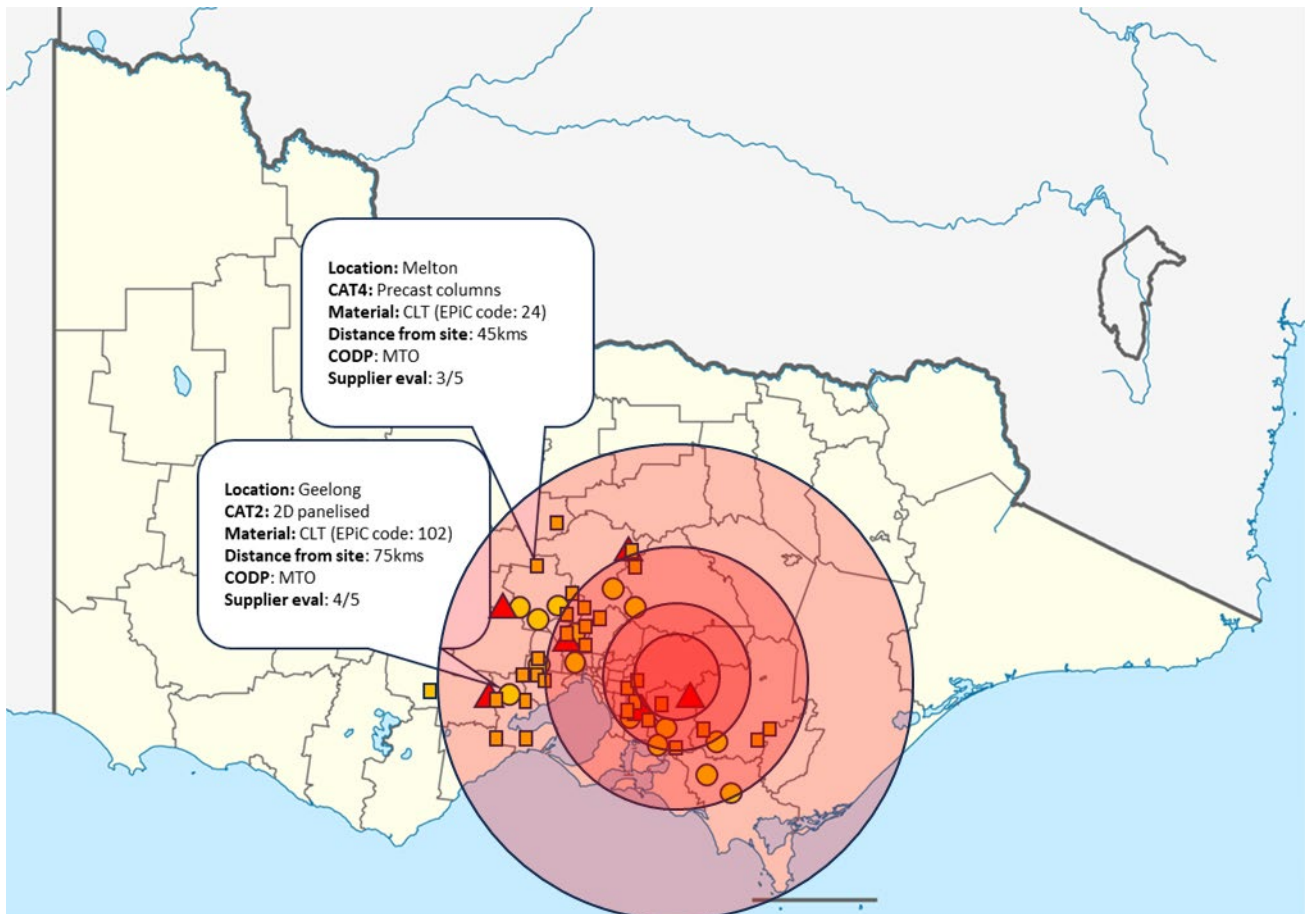 Location: Melton
CAT4: Precast columns
Material: CLT (EPiC code: 24)
Distance from site: 45kms
CODP: MTO
Supplier eval: 3/5
Location: Geelong
CAT2: 2D panelised
Material: CLT (EPiC code: 102)
Distance from site: 75kms
CODP: MTO
Supplier eval: 4/5